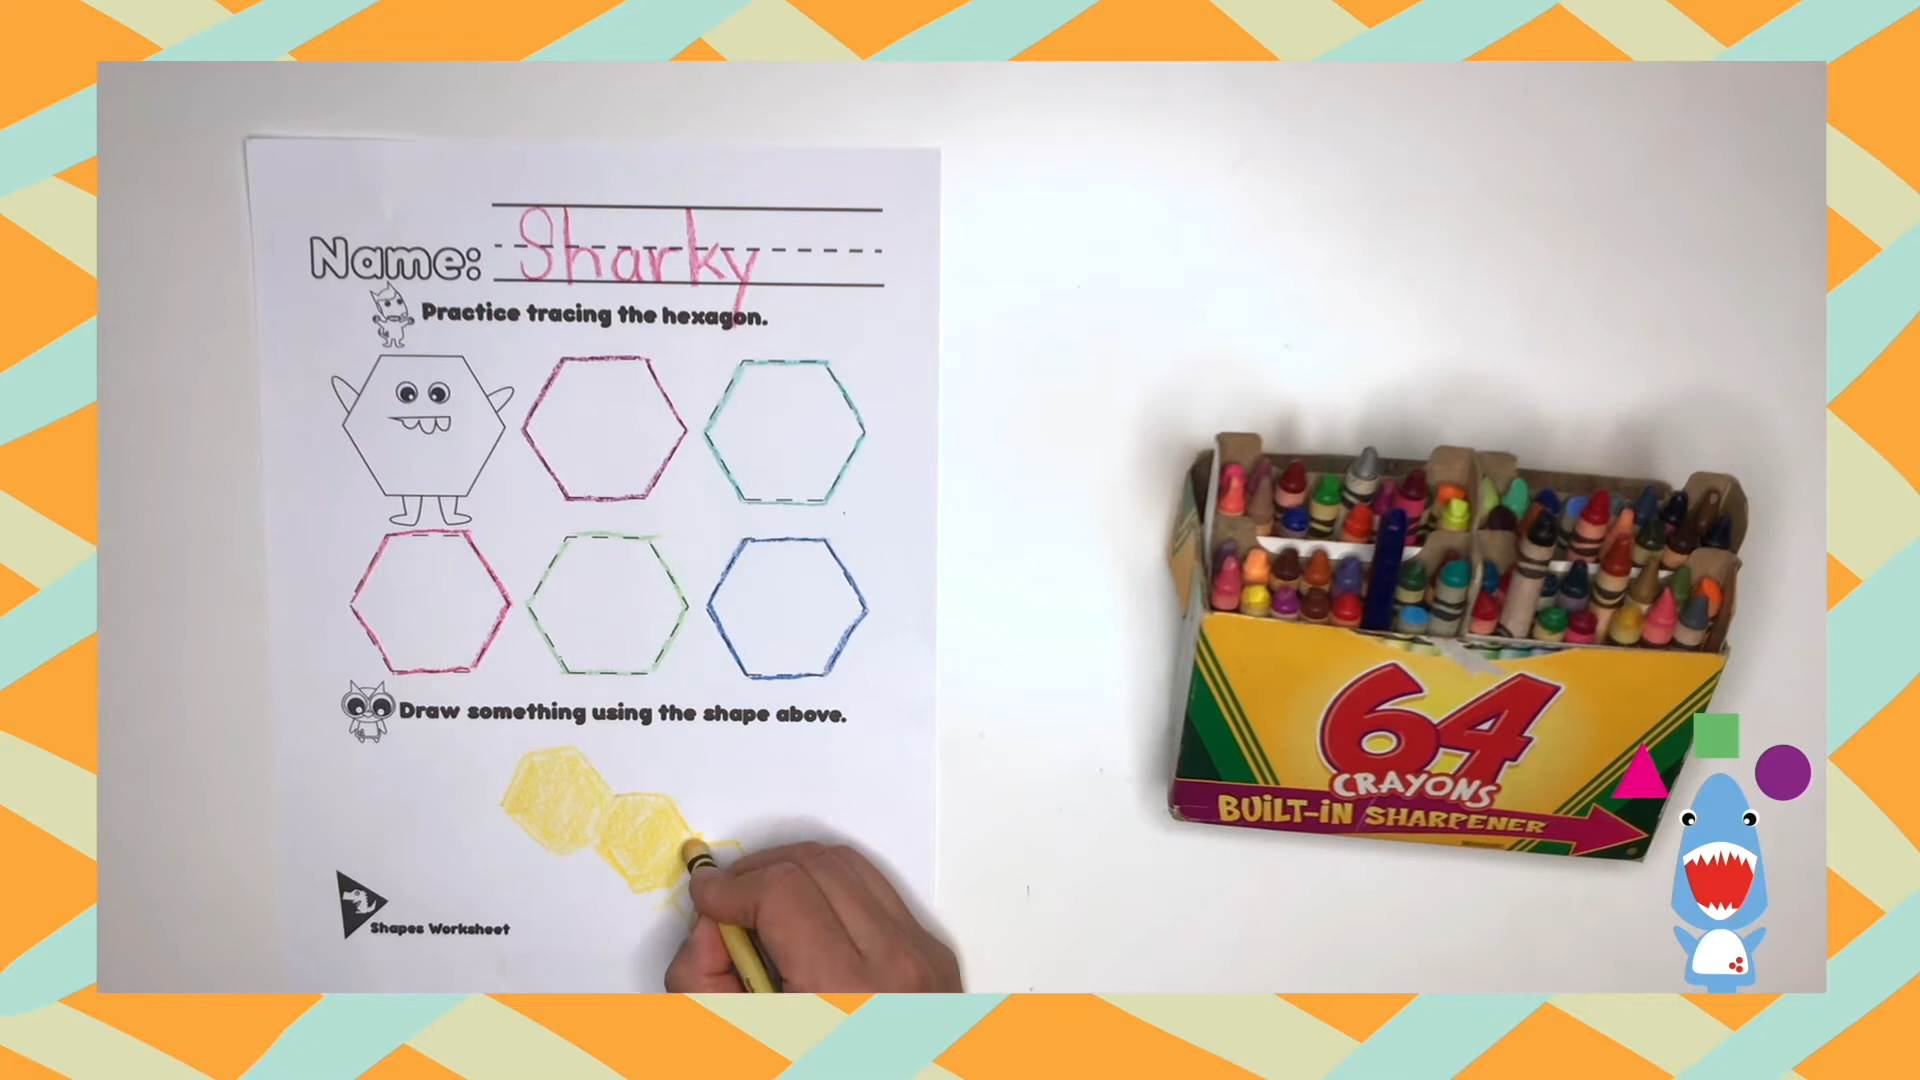 Name: Sharky
Practice tracing the hexagon.
Draw something using the shape above.
Shapes Worksheet
64
CRAYONS
BUILT-IN SHARPENER